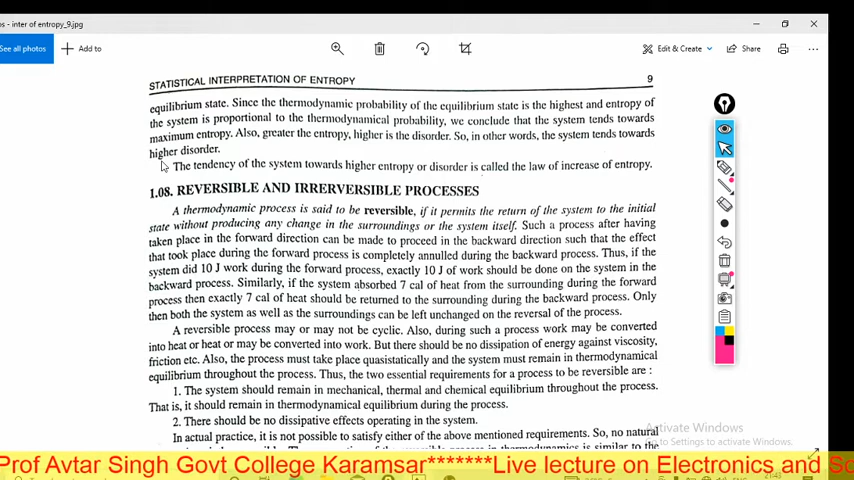 os - inter of entropy_9.jpg
See all photos
Add to
Edit & Create
Share
STATISTICAL INTERPRETATION OF ENTROPY 9
equilibrium state. Since the thermodynamic probability of the equilibrium state is the highest and entropy of
the system is proportional to the thermodynamical probability, we conclude that the system tends towards
maximum entropy. Also, greater the entropy, higher is the disorder. So, in other words, the system tends towards
higher disorder.
The tendency of the system towards higher entropy or disorder is called the law of increase of entropy.
1.08. REVERSIBLE AND IRRERVERSIBLE PROCESSES
A thermodynamic process is said to be reversible, if it permits the return of the system to the initial
state without producing any change in the surroundings or the system itself. Such a process after having
taken place in the forward direction can be made to proceed in the backward direction such that the effect
that took place during the forward process is completely annulled during the backward process. Thus, if the
system did 10 J work during the forward process, exactly 10 J of work should be done on the system in the
backward process. Similarly, if the system absorbed 7 cal of heat from the surrounding during the forward
process then exactly 7 cal of heat should be returned to the surrounding during the backward process. Only
then both the system as well as the surroundings can be left unchanged on the reversal of the process.
A reversible process may or may not be cyclic. Also, during such a process work may be converted
into heat or heat or may be converted into work. But there should be no dissipation of energy against viscosity,
friction etc. Also, the process must take place quasistatically and the system must remain in thermodynamical
equilibrium throughout the process. Thus, the two essential requirements for a process to be reversible are :
1. The system should remain in mechanical, thermal and chemical equilibrium throughout the process.
That is, it should remain in thermodynamical equilibrium during the process.
2. There should be no dissipative effects operating in the system.
In actual practice, it is not possible to satisfy either of the above mentioned requirements. So, no natural
Activate Windows
Go to Settings to activate Windows.
Prof Avtar Singh Govt College Karamsar*******Live lecture on Electronics and So